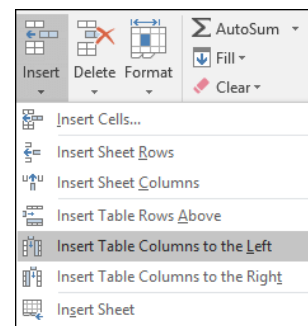 AutoSum
Insert Delete Format
Fill
Clear
Insert Cells...
Insert Sheet Rows
Insert Sheet Columns
Insert Table Rows Above
Insert Table Columns to the Left
Insert Table Columns to the Right
Insert Sheet